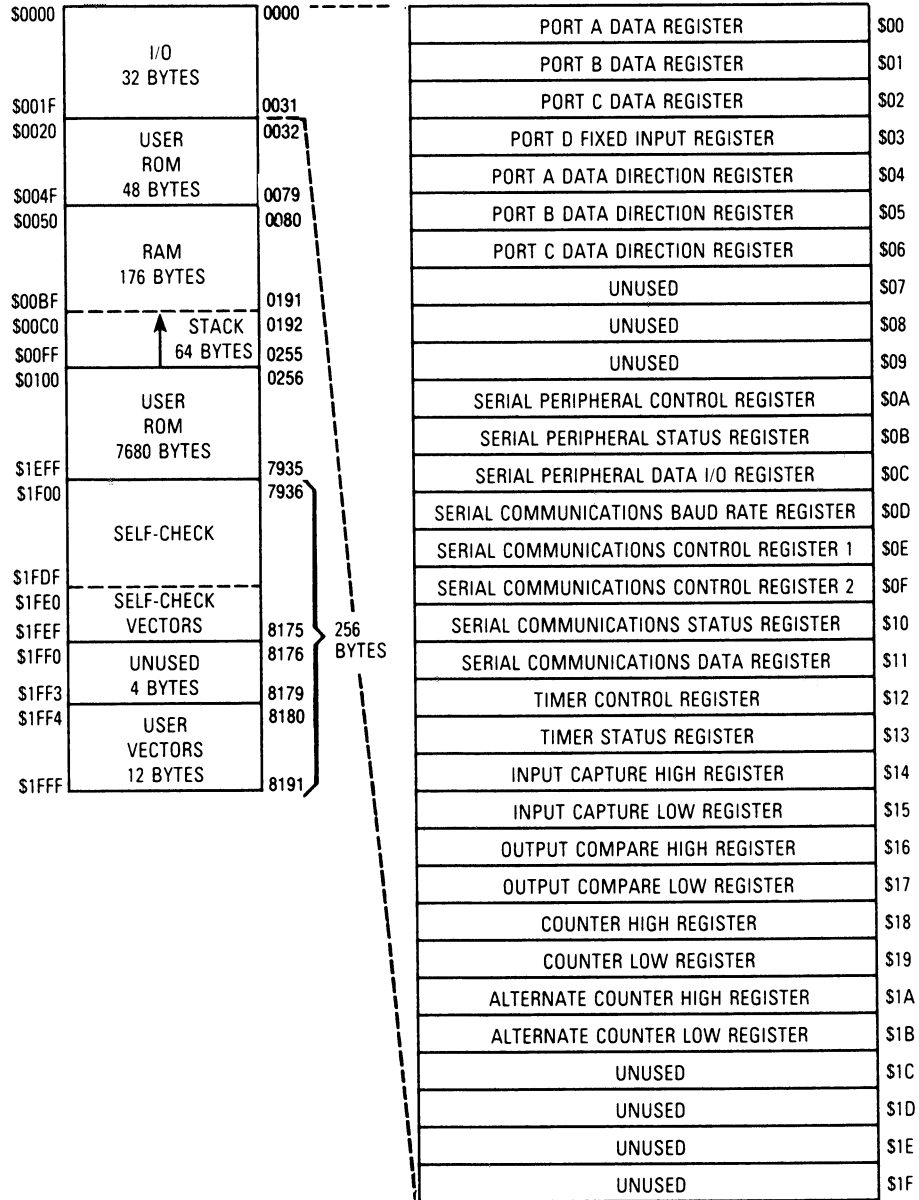 $0000 0000
I/O
32 BYTES
$001F 0031
$0020 0032
USER
ROM
48 BYTES
$004F 0079
$0050 0080
RAM
176 BYTES
$00BF 0191
$00C0 STACK 0192
$00FF 64 BYTES 0255
$0100 0256
USER
ROM
7680 BYTES
$1EFF 7935
$1F00 7936
SELF-CHECK
$1FDF
$1FE0 SELF-CHECK
$1FEF VECTORS 8175
256
BYTES
$1FF0 8176
UNUSED
4 BYTES
$1FF3 8179
$1FF4 8180
USER
VECTORS
12 BYTES
$1FFF 8191
PORT A DATA REGISTER $00
PORT B DATA REGISTER $01
PORT C DATA REGISTER $02
PORT D FIXED INPUT REGISTER $03
PORT A DATA DIRECTION REGISTER $04
PORT B DATA DIRECTION REGISTER $05
PORT C DATA DIRECTION REGISTER $06
UNUSED $07
UNUSED $08
UNUSED $09
SERIAL PERIPHERAL CONTROL REGISTER $0A
SERIAL PERIPHERAL STATUS REGISTER $0B
SERIAL PERIPHERAL DATA I/O REGISTER $0C
SERIAL COMMUNICATIONS BAUD RATE REGISTER $0D
SERIAL COMMUNICATIONS CONTROL REGISTER 1 $0E
SERIAL COMMUNICATIONS CONTROL REGISTER 2 $0F
SERIAL COMMUNICATIONS STATUS REGISTER $10
SERIAL COMMUNICATIONS DATA REGISTER $11
TIMER CONTROL REGISTER $12
TIMER STATUS REGISTER $13
INPUT CAPTURE HIGH REGISTER $14
INPUT CAPTURE LOW REGISTER $15
OUTPUT COMPARE HIGH REGISTER $16
OUTPUT COMPARE LOW REGISTER $17
COUNTER HIGH REGISTER $18
COUNTER LOW REGISTER $19
ALTERNATE COUNTER HIGH REGISTER $1A
ALTERNATE COUNTER LOW REGISTER $1B
UNUSED $1C
UNUSED $1D
UNUSED $1E
UNUSED $1F